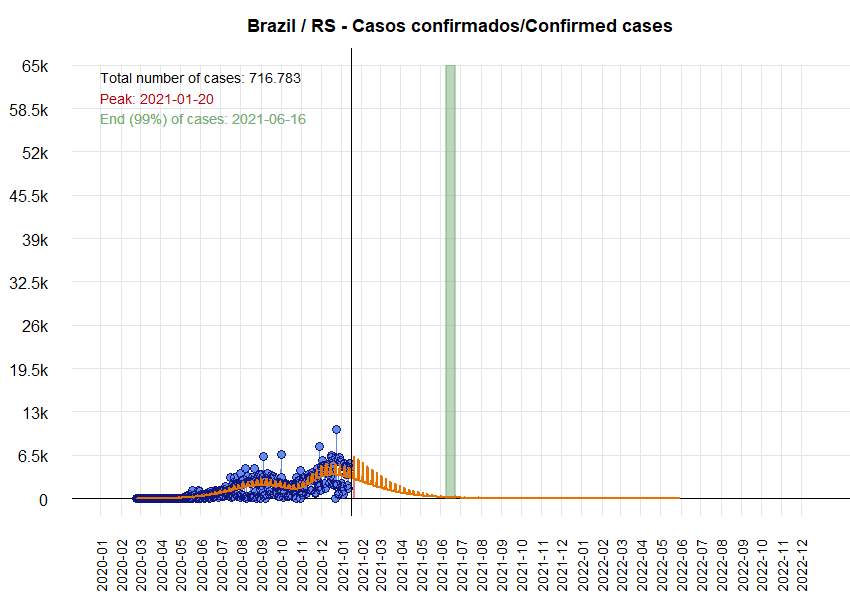 Brazil / RS - Casos confirmados/Confirmed cases
Total number of cases: 716.783
Peak: 2021-01-20
End (99%) of cases: 2021-06-16
65k
58.5k
52k
45.5k
39k
32.5k
26k
19.5k
13k
6.5k
0
2020-01
2020-02
2020-03
2020-04
2020-05
2020-06
2020-07
2020-08
2020-09
2020-10
2020-11
2020-12
2021-01
2021-02
2021-03
2021-04
2021-05
2021-06
2021-07
2021-08
2021-09
2021-10
2021-11
2021-12
2022-01
2022-02
2022-03
2022-04
2022-05
2022-06
2022-07
2022-08
2022-09
2022-10
2022-11
2022-12